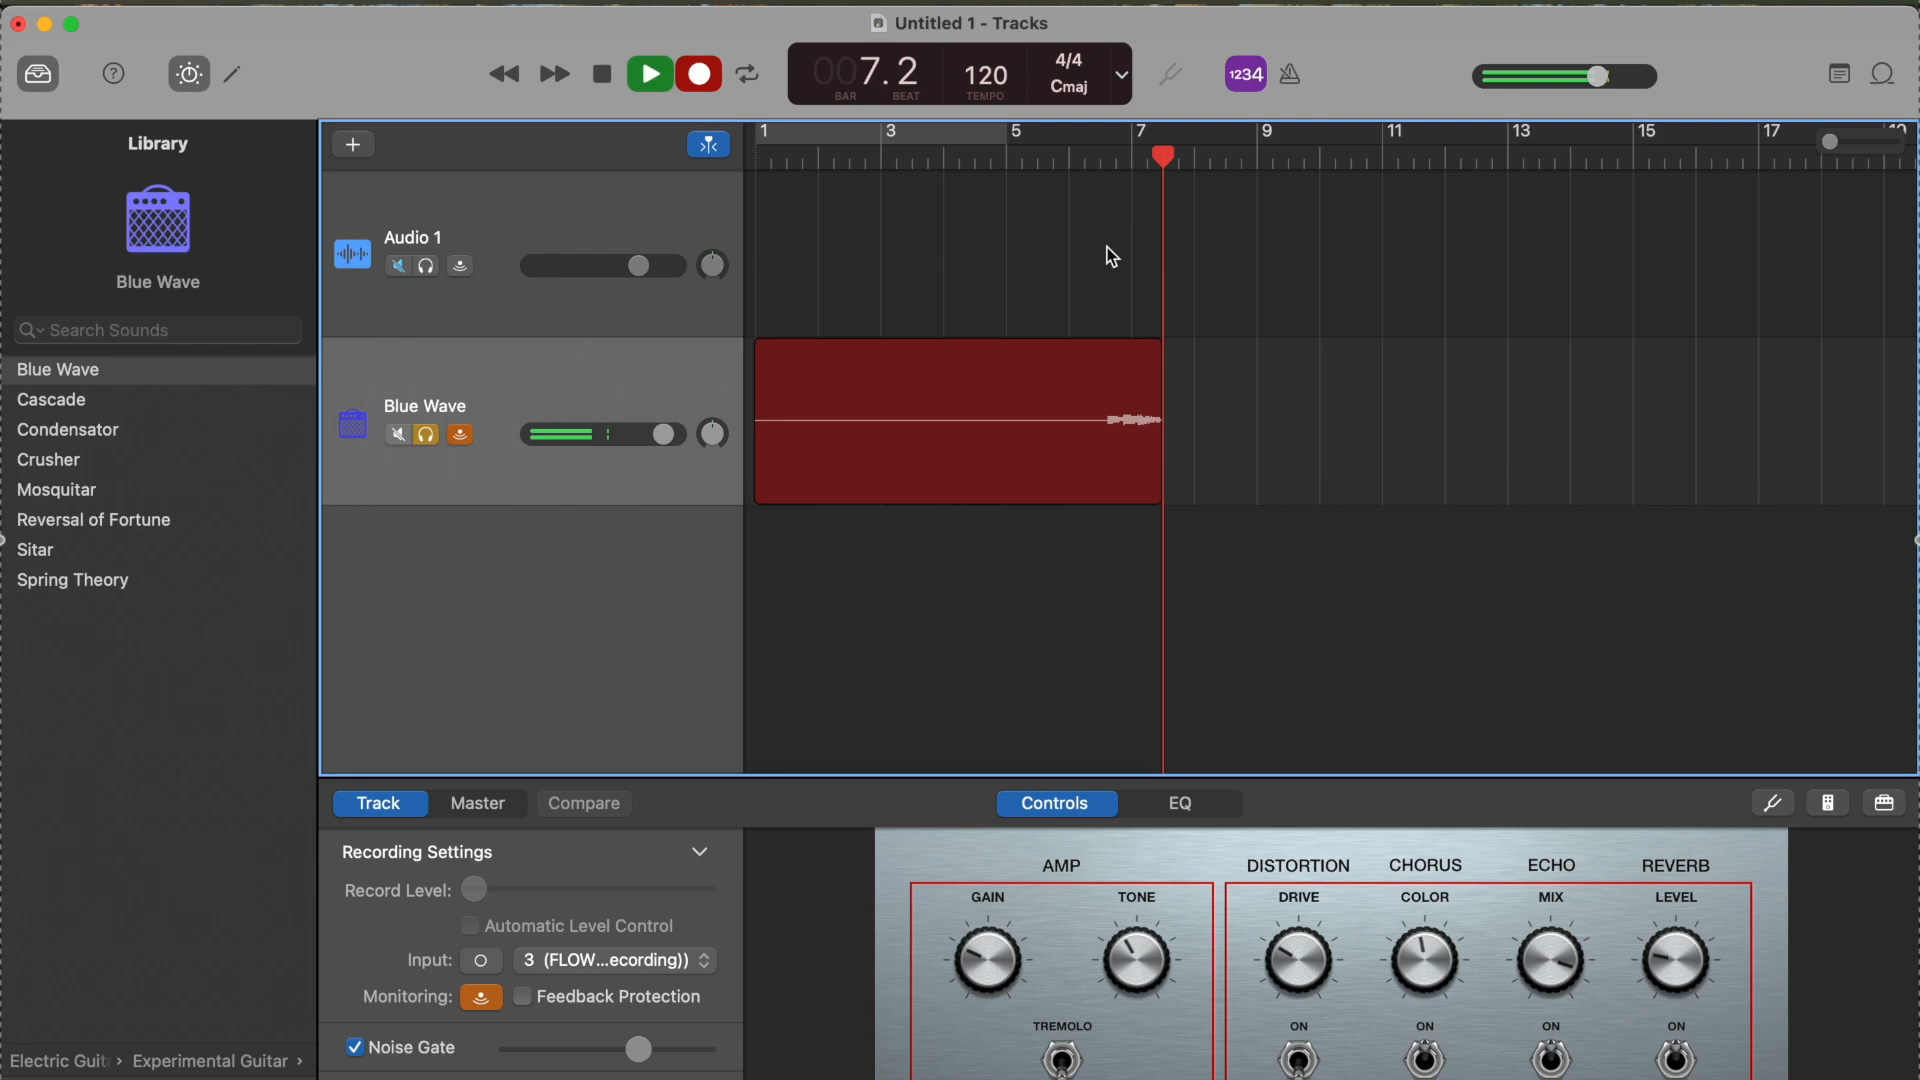 Untitled 1 - Tracks
007.2
BAR
BEAT
120
TEMPO
4/4
Cmaj
1234
Library
Blue Wave
Search Sounds
Blue Wave
Cascade
Condensator
Crusher
Mosquitar
Reversal of Fortune
Sitar
Spring Theory
Electric Guit
Experimental Guitar
1
3
5
7
9
11
13
15
17
19
Audio 1
Blue Wave
Track
Master
Compare
Controls
EQ
Recording Settings
Record Level:
Automatic Level Control
Input:
3 (FLOW...ecording))
Monitoring:
Feedback Protection
Noise Gate
AMP
DISTORTION
CHORUS
ECHO
REVERB
GAIN
TONE
DRIVE
COLOR
MIX
LEVEL
TREMOLO
ON
ON
ON
ON